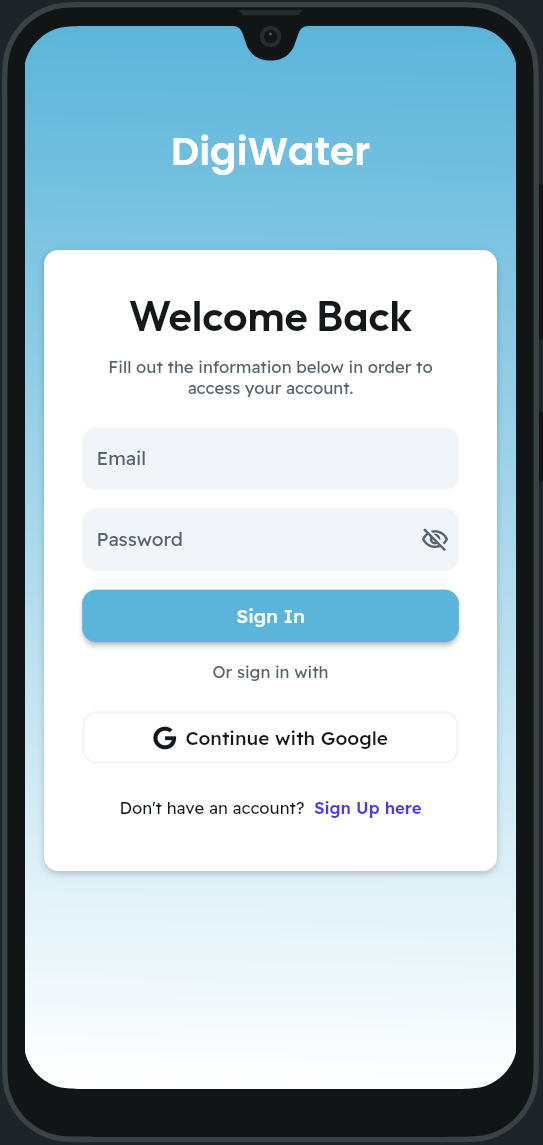 DigiWater
Welcome Back
Fill out the information below in order to
access your account.
Email
Password
Sign In
Or sign in with
Continue with Google
Don't have an account? Sign Up here